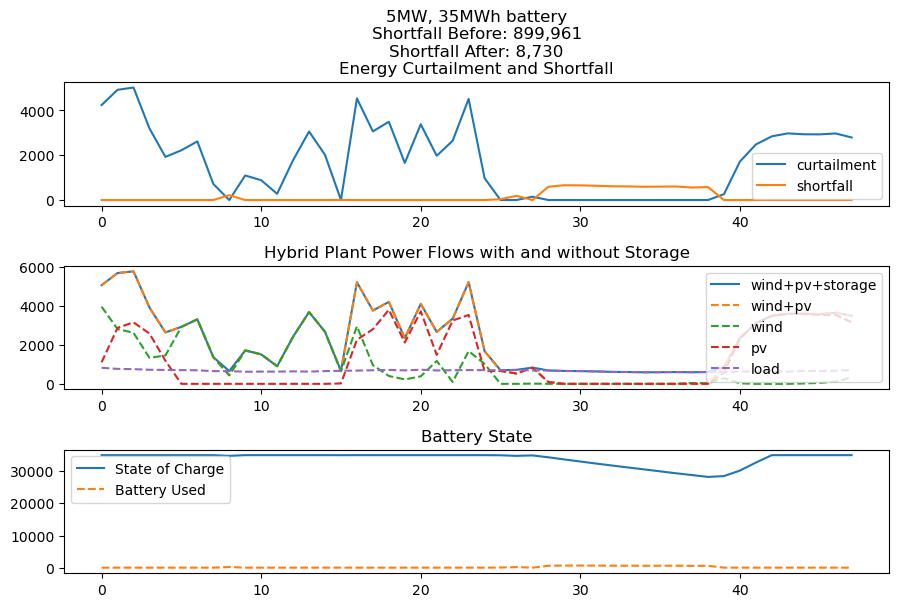 5MW, 35MWh battery
Shortfall Before: 899,961
Shortfall After: 8,730
Energy Curtailment and Shortfall
4000
2000
0
curtailment
shortfall
0 10 20 30 40
Hybrid Plant Power Flows with and without Storage
6000
4000
2000
0
wind+pv+storage
wind+pv
wind
pv
load
0 10 20 30 40
Battery State
30000
20000
10000
0
State of Charge
Battery Used
0 10 20 30 40